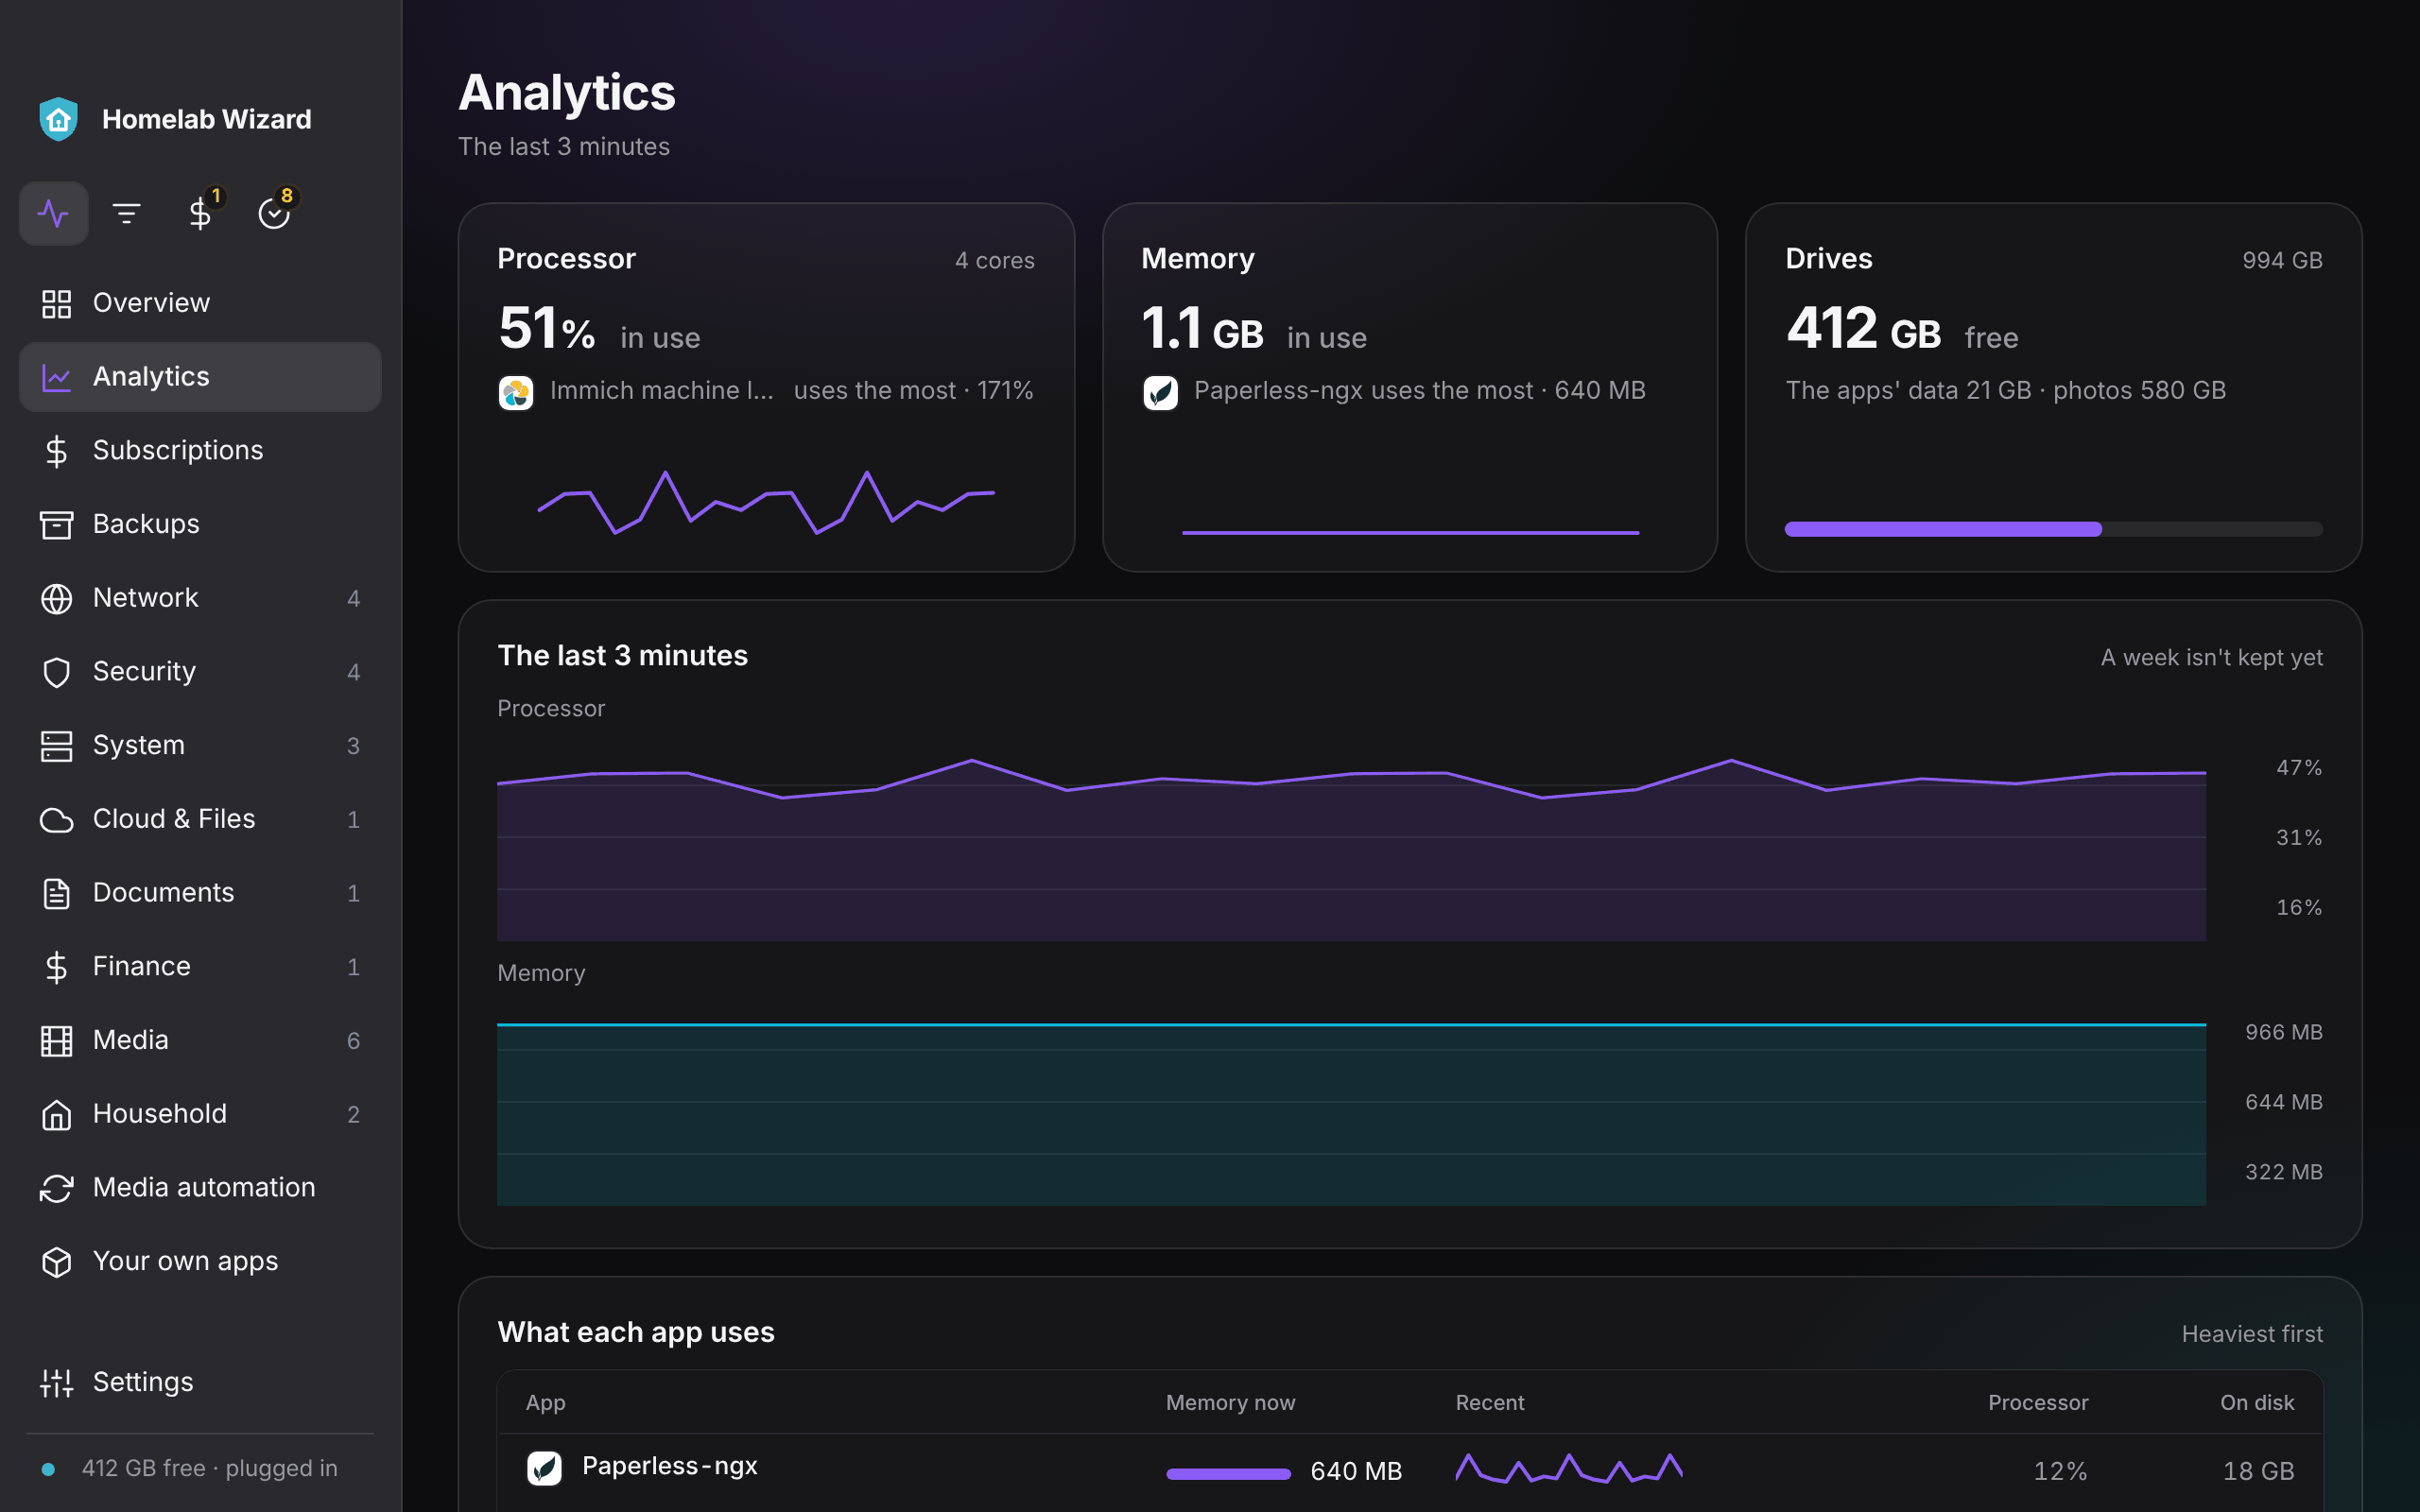 Homelab Wizard
1
8
Overview
Analytics
Subscriptions
Backups
Network 4
Security 4
System 3
Cloud & Files 1
Documents 1
Finance 1
Media 6
Household 2
Media automation
Your own apps
Settings
412 GB free · plugged in
Analytics
The last 3 minutes
Processor 4 cores
51% in use
Immich machine l... uses the most · 171%
Memory
1.1 GB in use
Paperless-ngx uses the most · 640 MB
Drives 994 GB
412 GB free
The apps' data 21 GB · photos 580 GB
The last 3 minutes A week isn't kept yet
Processor
47%
31%
16%
Memory
966 MB
644 MB
322 MB
What each app uses Heaviest first
App Memory now Recent Processor On disk
Paperless-ngx 640 MB 12% 18 GB